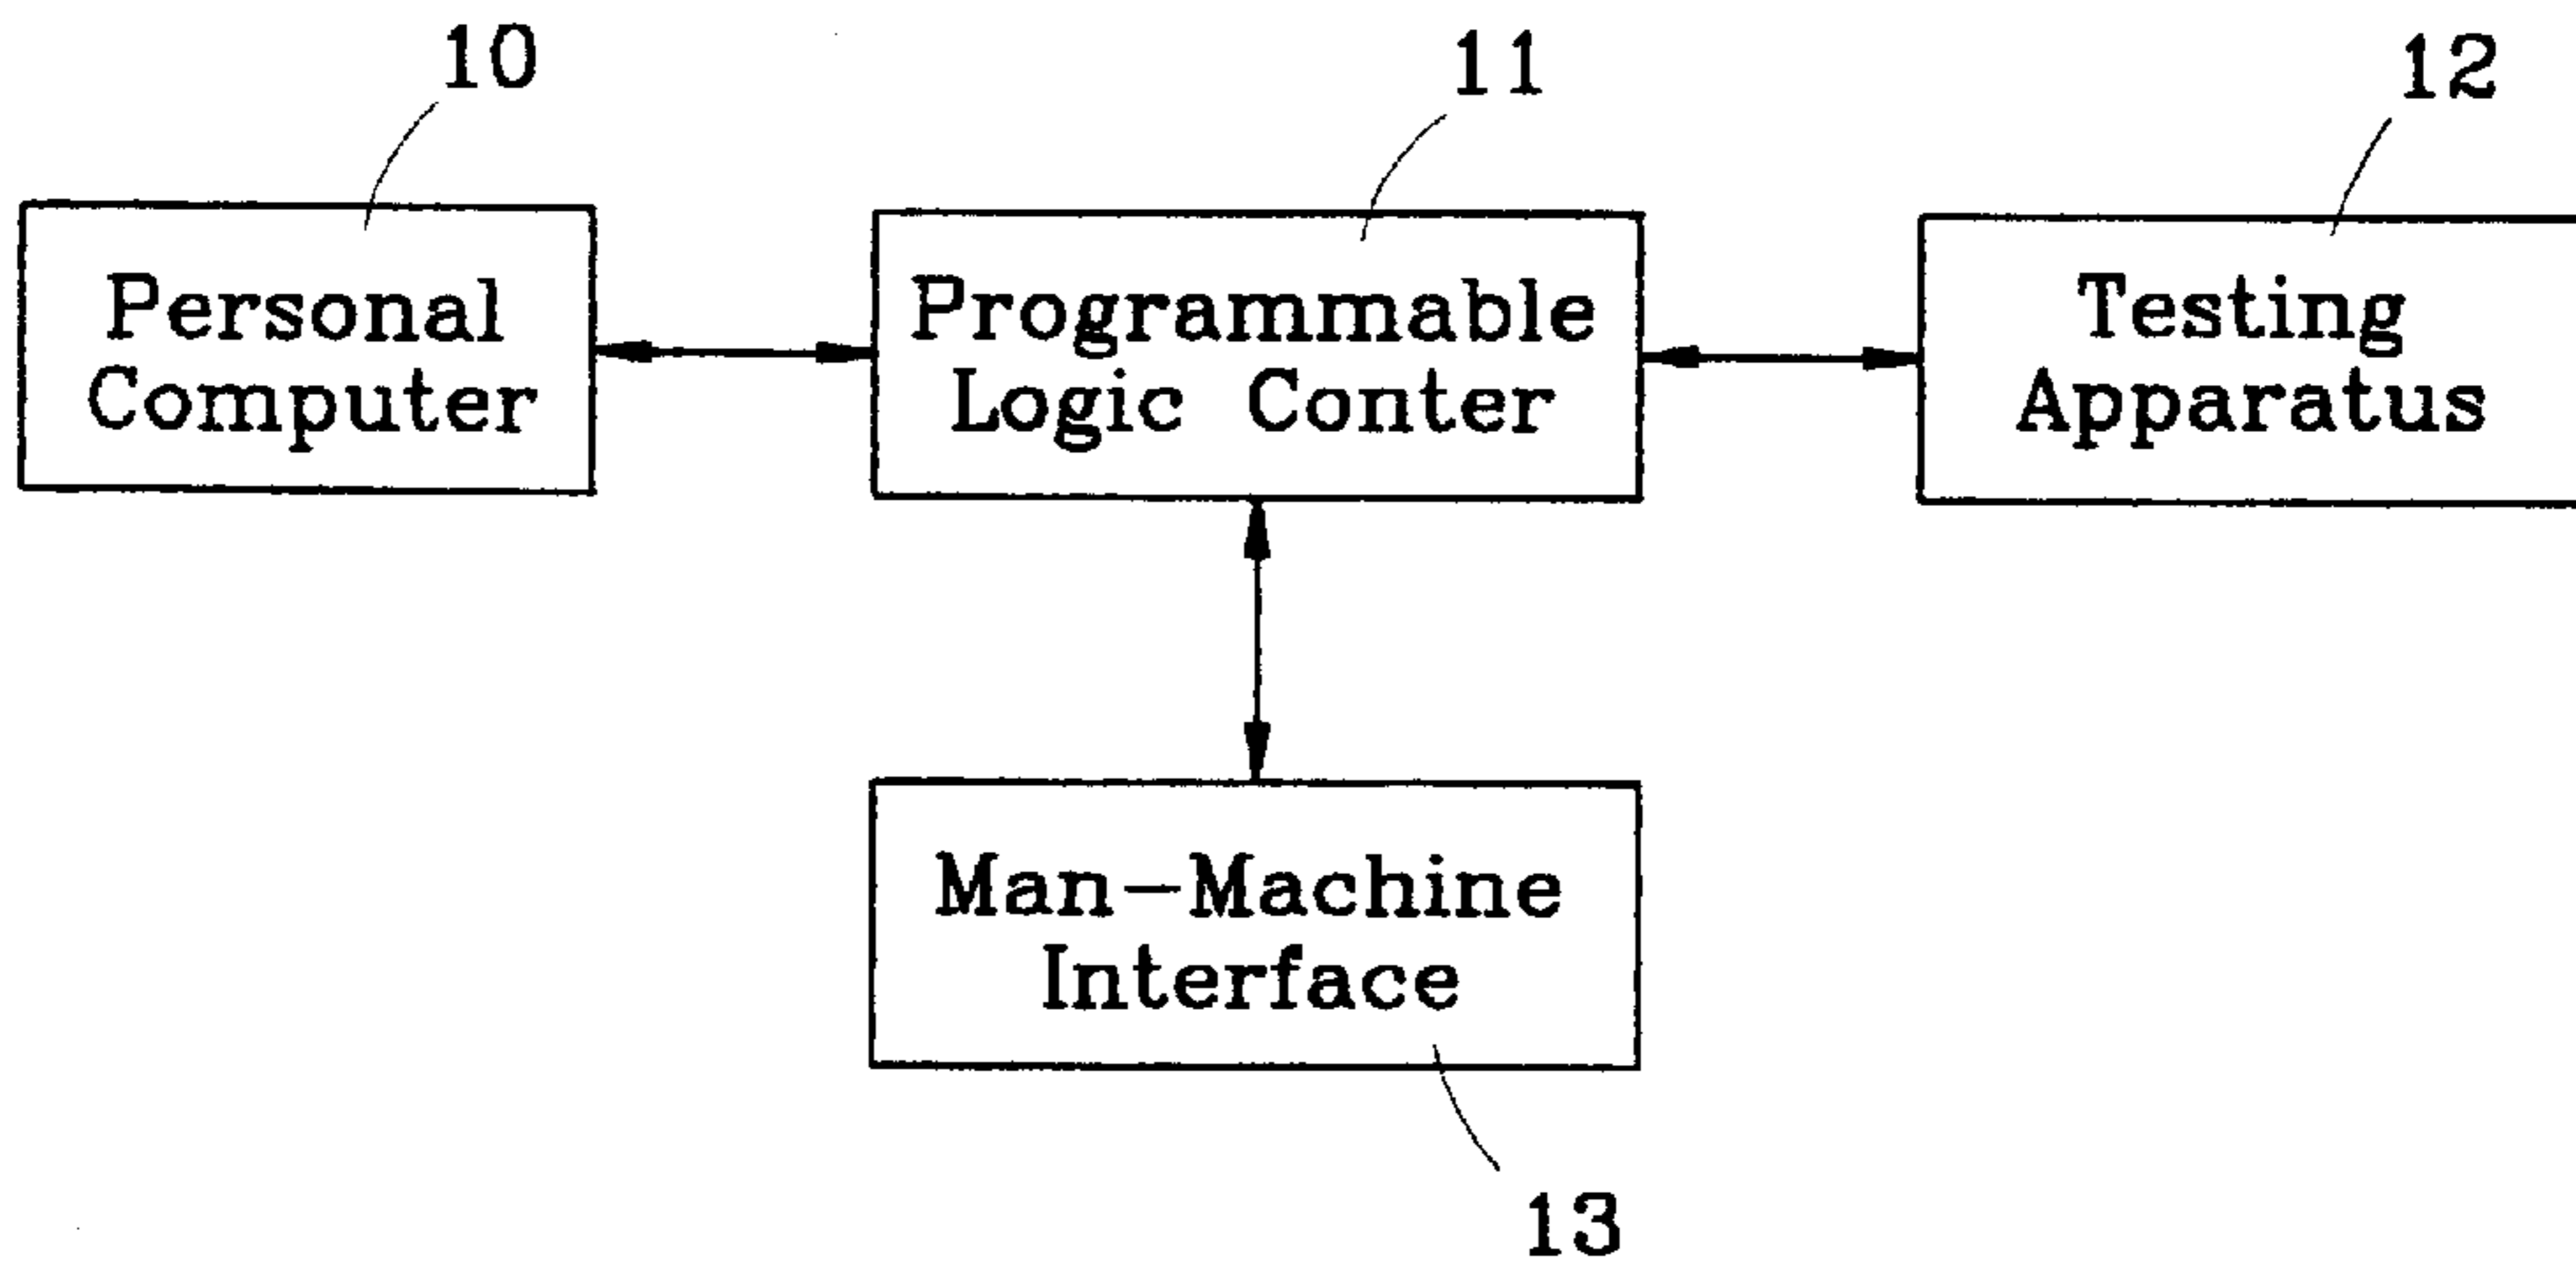 10
11
12
Personal
Computer
Programmable
Logic Conter
Testing
Apparatus
Man-Machine
Interface
13